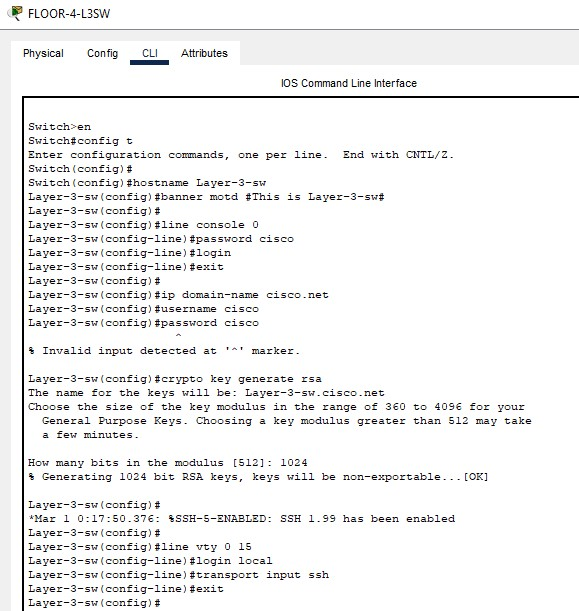 FLOOR-4-L3SW
Physical Config CLI Attributes
IOS Command Line Interface
Switch>en
Switch#config t
Enter configuration commands, one per line.  End with CNTL/Z.
Switch(config)#
Switch(config)#hostname Layer-3-sw
Layer-3-sw(config)#banner motd #This is Layer-3-sw#
Layer-3-sw(config)#
Layer-3-sw(config)#line console 0
Layer-3-sw(config-line)#password cisco
Layer-3-sw(config-line)#login
Layer-3-sw(config-line)#exit
Layer-3-sw(config)#
Layer-3-sw(config)#ip domain-name cisco.net
Layer-3-sw(config)#username cisco
Layer-3-sw(config)#password cisco
^
% Invalid input detected at '^' marker.
Layer-3-sw(config)#crypto key generate rsa
The name for the keys will be: Layer-3-sw.cisco.net
Choose the size of the key modulus in the range of 360 to 4096 for your
General Purpose Keys. Choosing a key modulus greater than 512 may take
a few minutes.
How many bits in the modulus [512]: 1024
% Generating 1024 bit RSA keys, keys will be non-exportable...[OK]
Layer-3-sw(config)#
*Mar 1 0:17:50.376: %SSH-5-ENABLED: SSH 1.99 has been enabled
Layer-3-sw(config)#
Layer-3-sw(config)#line vty 0 15
Layer-3-sw(config-line)#login local
Layer-3-sw(config-line)#transport input ssh
Layer-3-sw(config-line)#exit
Layer-3-sw(config)#